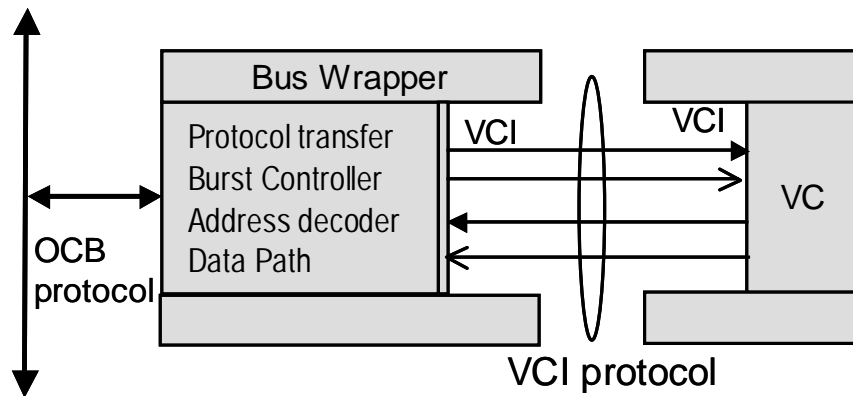 Bus Wrapper
Protocol transfer
Burst Controller
Address decoder
Data Path
VCI
VCI
VC
OCB
protocol
VCI protocol